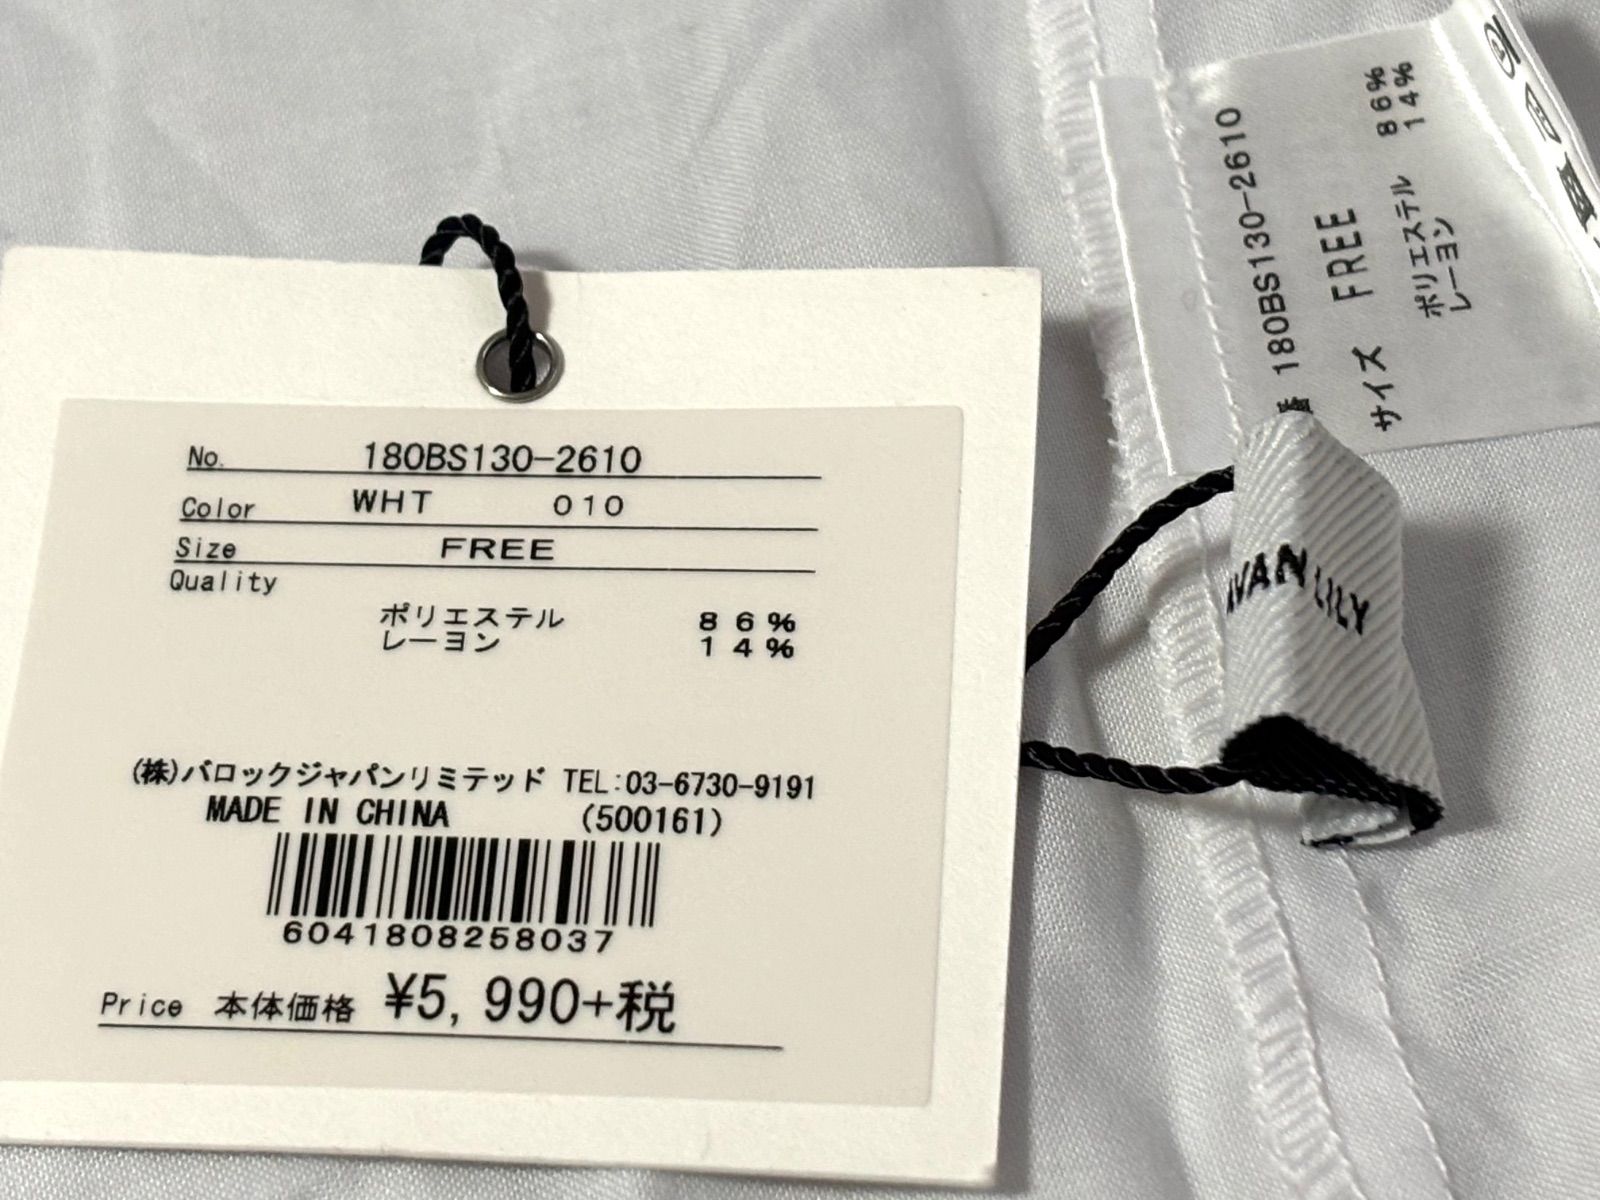 No. 180BS130-2610
Color WHT 010
Size FREE
Quality
ポリエステル 86%
レーヨン 14%
(株)バロックジャパンリミテッド TEL:03-6730-9191
MADE IN CHINA (500161)
6041808258037
Price 本体価格 ¥5,990+税
180BS130-2610
サイズ FREE
ポリエステル 86%
レーヨン 14%
LILY